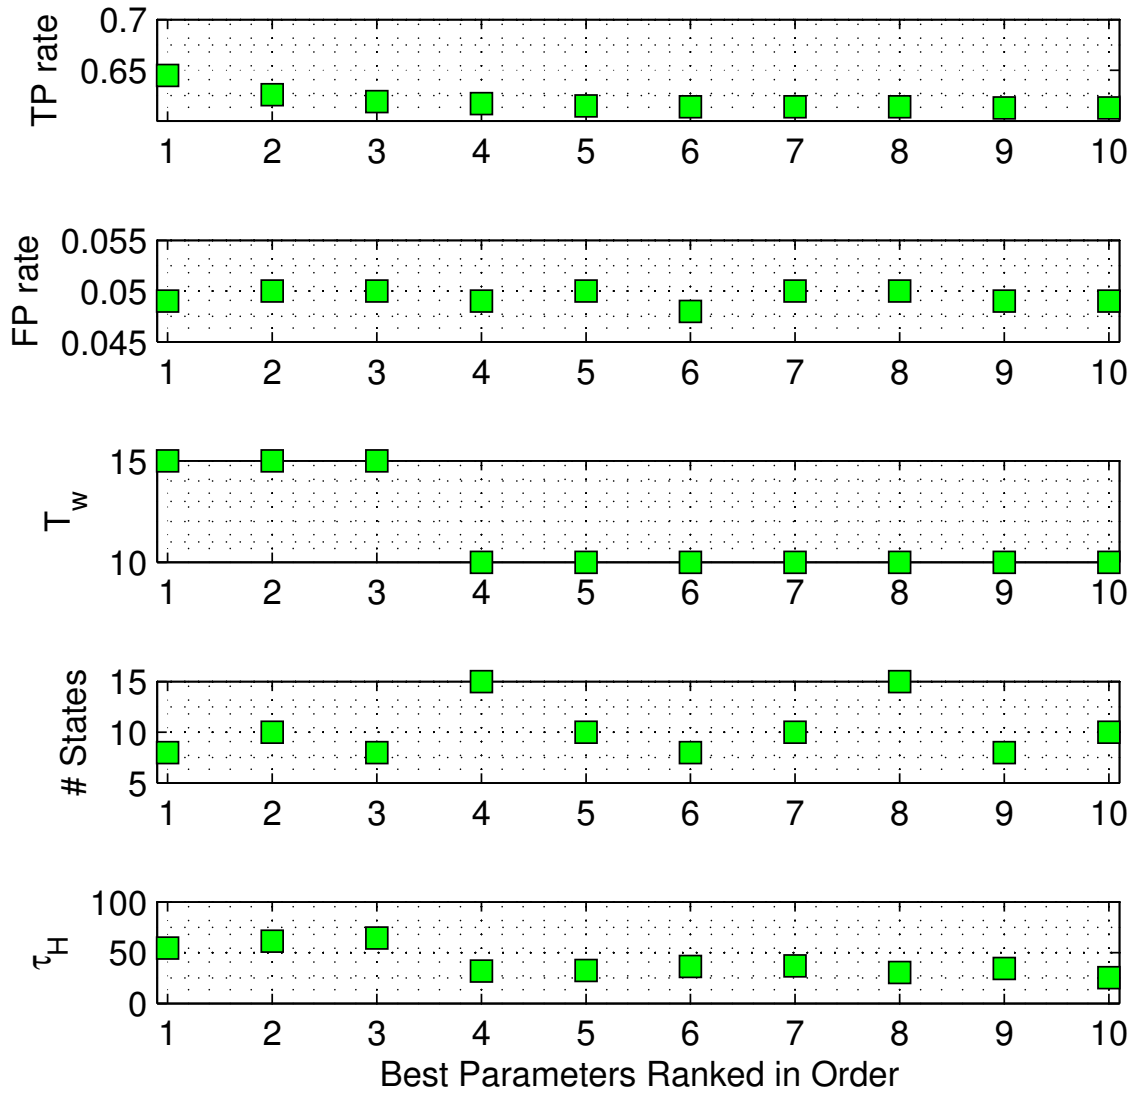 TP rate
0.7
0.65
1 2 3 4 5 6 7 8 9 10
FP rate
0.055
0.05
0.045
1 2 3 4 5 6 7 8 9 10
T_w
15
10
1 2 3 4 5 6 7 8 9 10
# States
15
10
5
1 2 3 4 5 6 7 8 9 10
τ_H
100
50
0
1 2 3 4 5 6 7 8 9 10
Best Parameters Ranked in Order